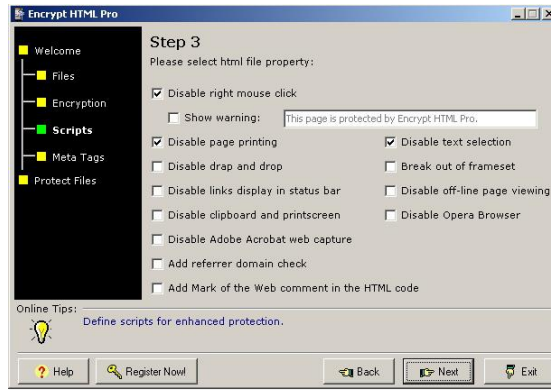 Encrypt HTML Pro
Welcome
Files
Encryption
Scripts
Meta Tags
Protect Files
Step 3
Please select html file property:
Disable right mouse click
Show warning: This page is protected by Encrypt HTML Pro.
Disable page printing Disable text selection
Disable drap and drop Break out of frameset
Disable links display in status bar Disable off-line page viewing
Disable clipboard and printscreen Disable Opera Browser
Disable Adobe Acrobat web capture
Add referrer domain check
Add Mark of the Web comment in the HTML code
Online Tips:
Define scripts for enhanced protection.
? Help Register Now! Back Next Exit